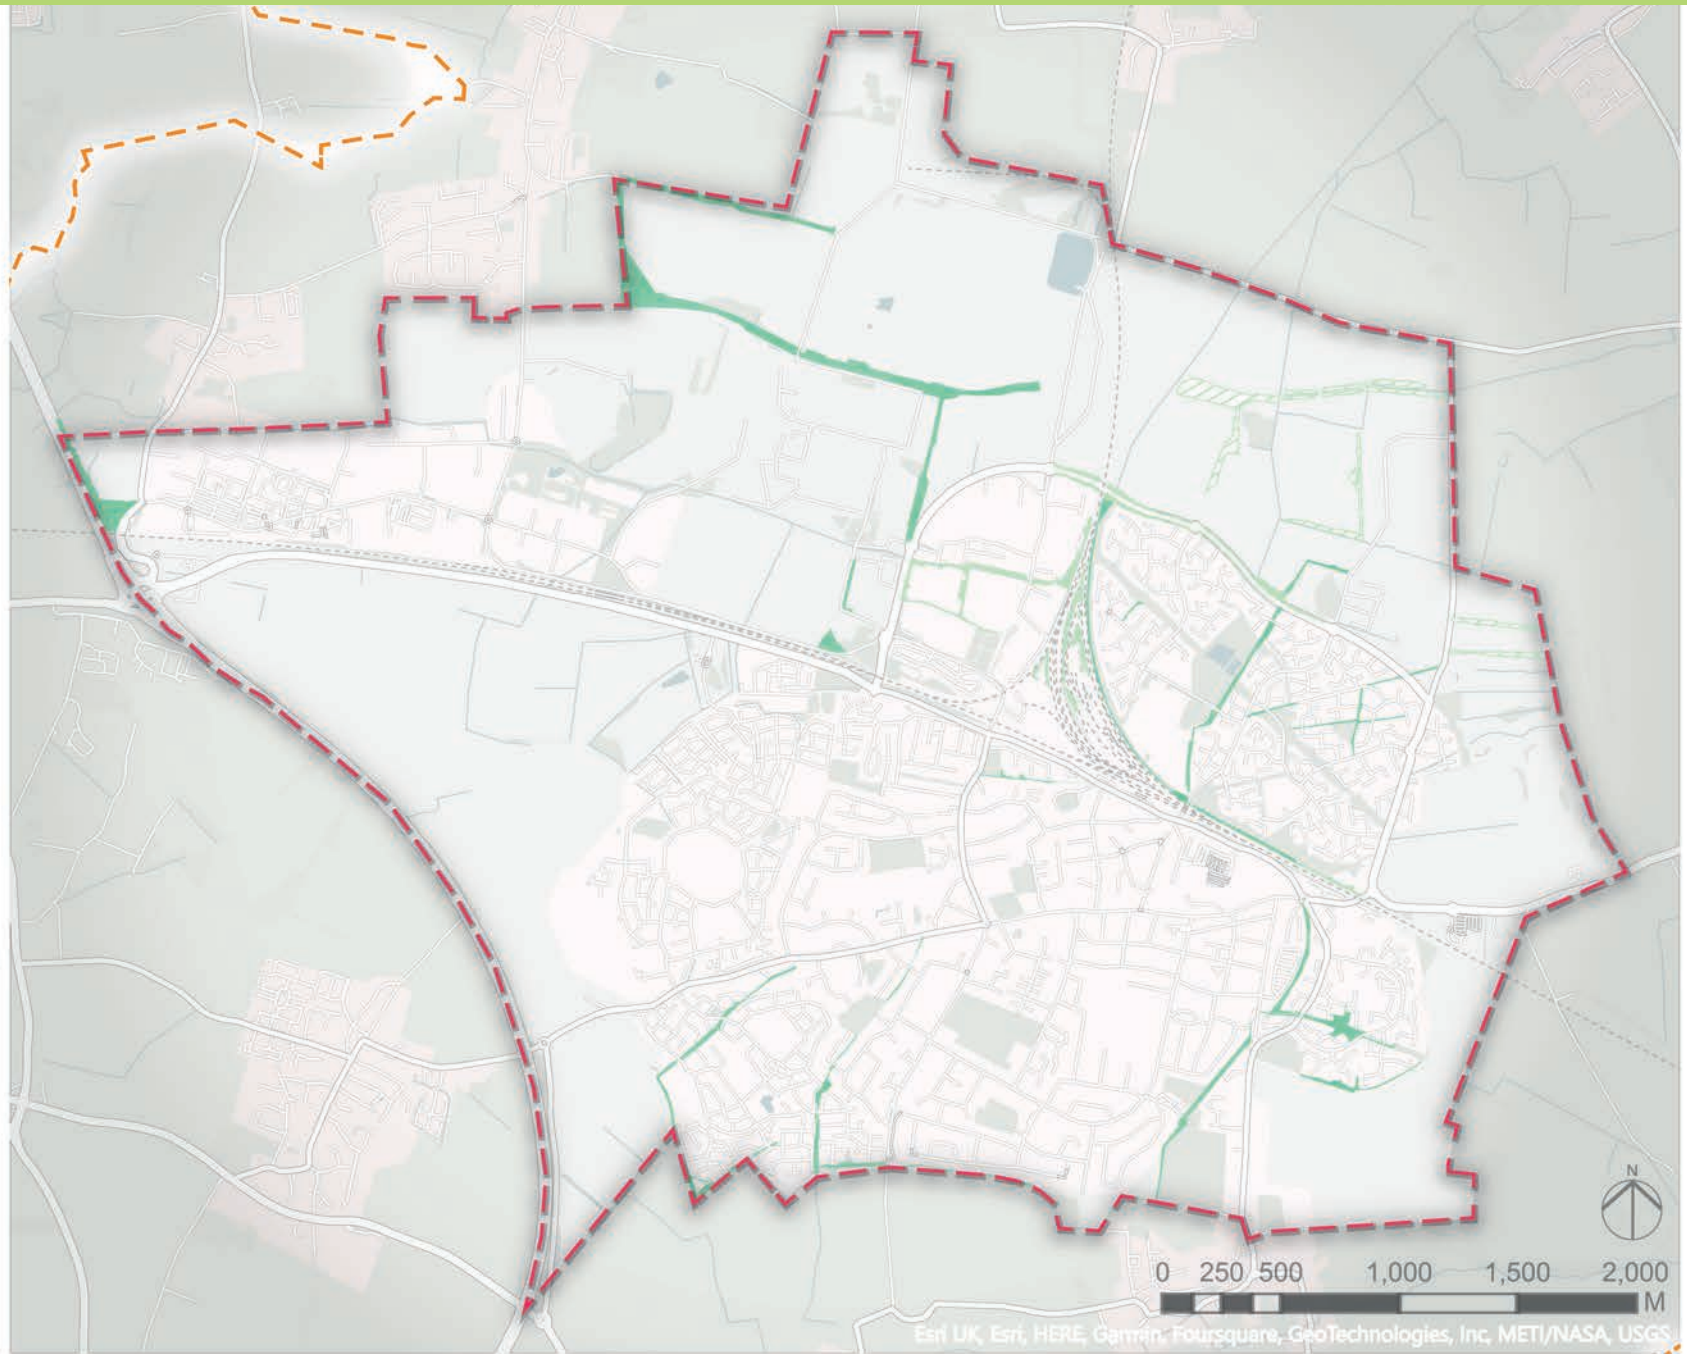 N
0 250 500 1,000 1,500 2,000
M
Esri UK, Esri, HERE, Garmin, Foursquare, GeoTechnologies, Inc, METI/NASA, USGS